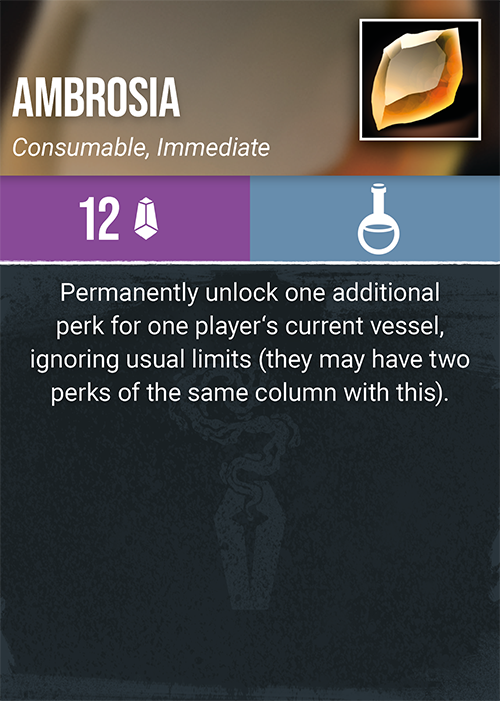 AMBROSIA
Consumable, Immediate
12
Permanently unlock one additional
perk for one player‘s current vessel,
ignoring usual limits (they may have two
perks of the same column with this).